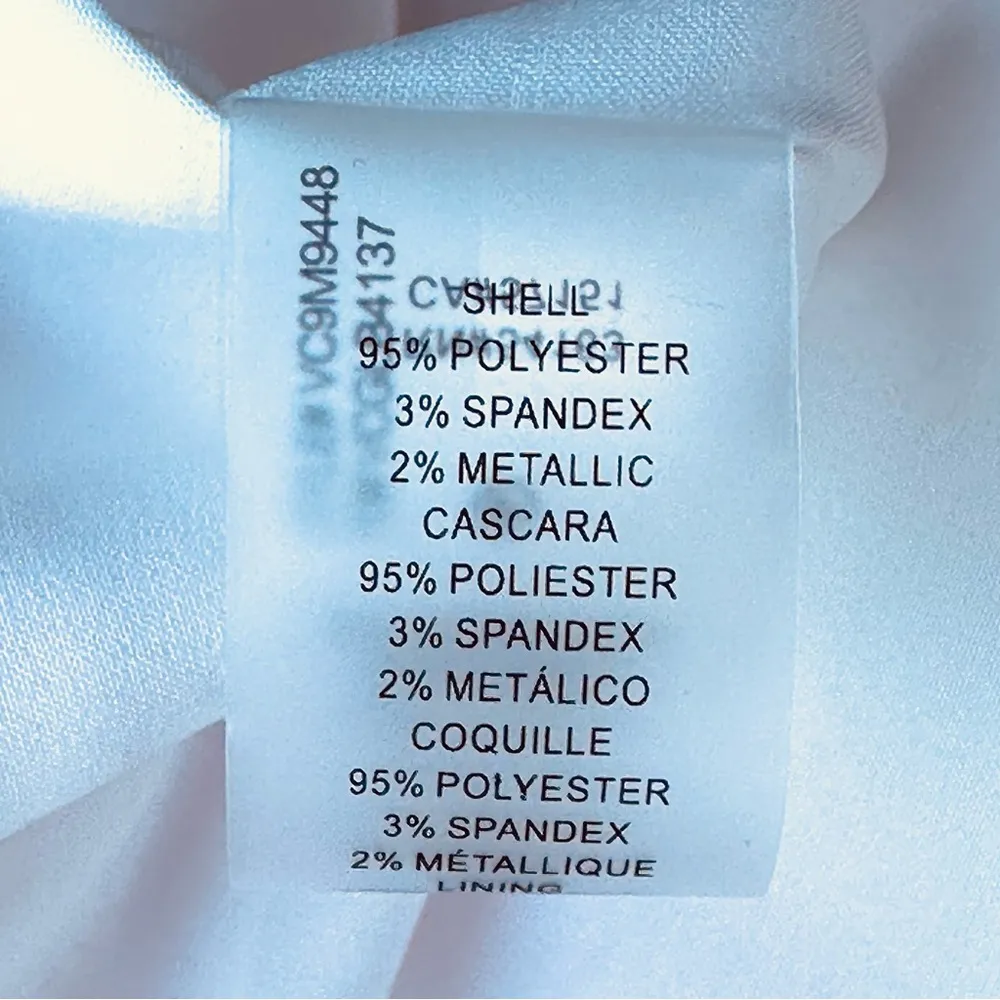 SHELL
95% POLYESTER
3% SPANDEX
2% METALLIC
CASCARA
95% POLIESTER
3% SPANDEX
2% METÁLICO
COQUILLE
95% POLYESTER
3% SPANDEX
2% MÉTALLIQUE
LINING
VC9M9448